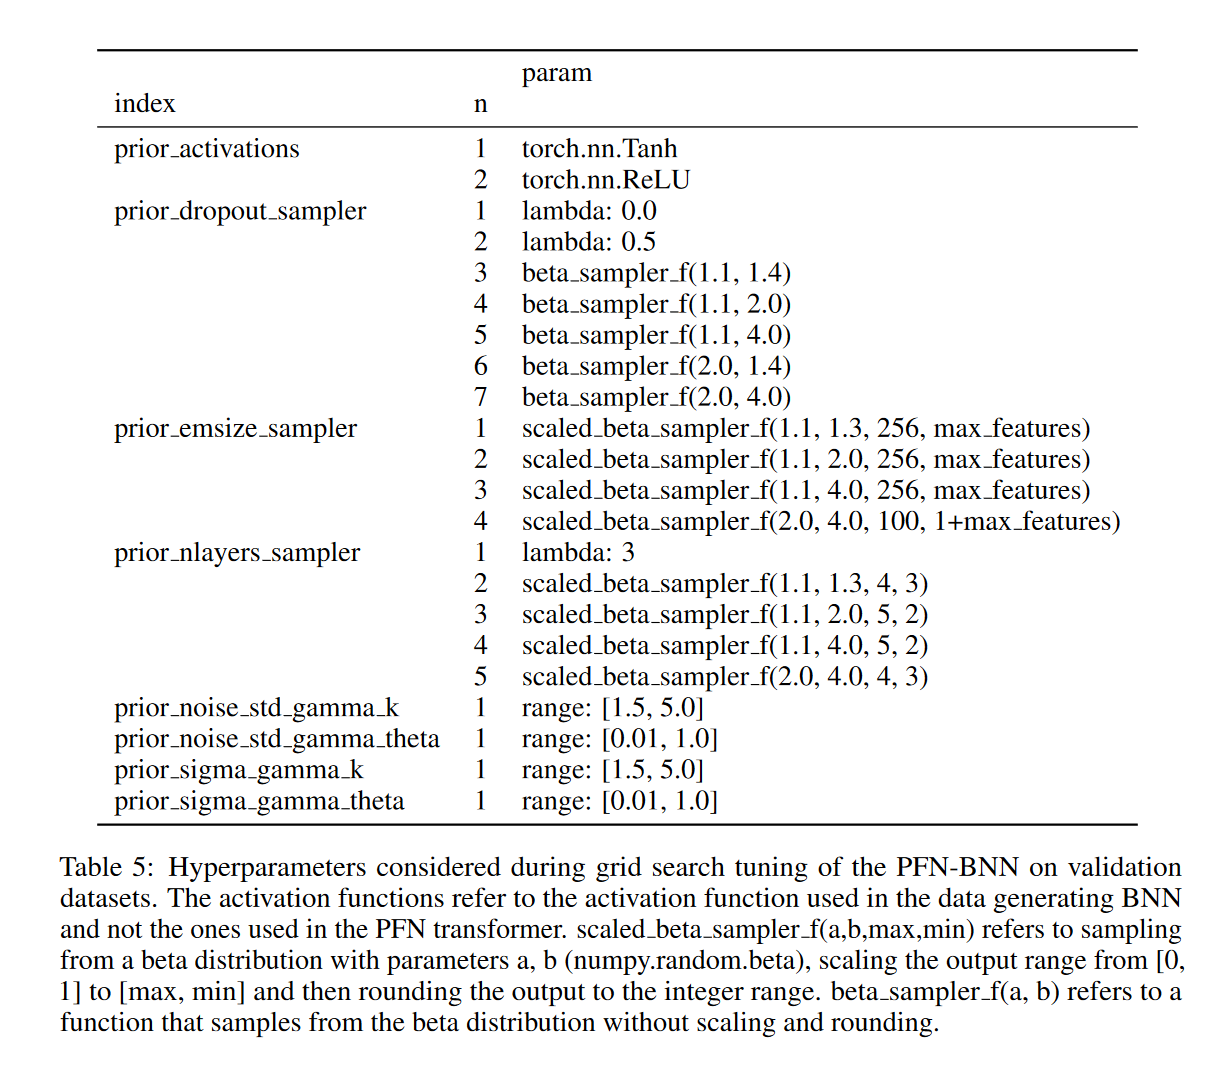 param
index n
prior_activations 1 torch.nn.Tanh
2 torch.nn.ReLU
prior_dropout_sampler 1 lambda: 0.0
2 lambda: 0.5
3 beta_sampler_f(1.1, 1.4)
4 beta_sampler_f(1.1, 2.0)
5 beta_sampler_f(1.1, 4.0)
6 beta_sampler_f(2.0, 1.4)
7 beta_sampler_f(2.0, 4.0)
prior_emsize_sampler 1 scaled_beta_sampler_f(1.1, 1.3, 256, max_features)
2 scaled_beta_sampler_f(1.1, 2.0, 256, max_features)
3 scaled_beta_sampler_f(1.1, 4.0, 256, max_features)
4 scaled_beta_sampler_f(2.0, 4.0, 100, 1+max_features)
prior_nlayers_sampler 1 lambda: 3
2 scaled_beta_sampler_f(1.1, 1.3, 4, 3)
3 scaled_beta_sampler_f(1.1, 2.0, 5, 2)
4 scaled_beta_sampler_f(1.1, 4.0, 5, 2)
5 scaled_beta_sampler_f(2.0, 4.0, 4, 3)
prior_noise_std_gamma_k 1 range: [1.5, 5.0]
prior_noise_std_gamma_theta 1 range: [0.01, 1.0]
prior_sigma_gamma_k 1 range: [1.5, 5.0]
prior_sigma_gamma_theta 1 range: [0.01, 1.0]
Table 5: Hyperparameters considered during grid search tuning of the PFN-BNN on validation
datasets. The activation functions refer to the activation function used in the data generating BNN
and not the ones used in the PFN transformer. scaled_beta_sampler_f(a,b,max,min) refers to sampling
from a beta distribution with parameters a, b (numpy.random.beta), scaling the output range from [0,
1] to [max, min] and then rounding the output to the integer range. beta_sampler_f(a, b) refers to a
function that samples from the beta distribution without scaling and rounding.